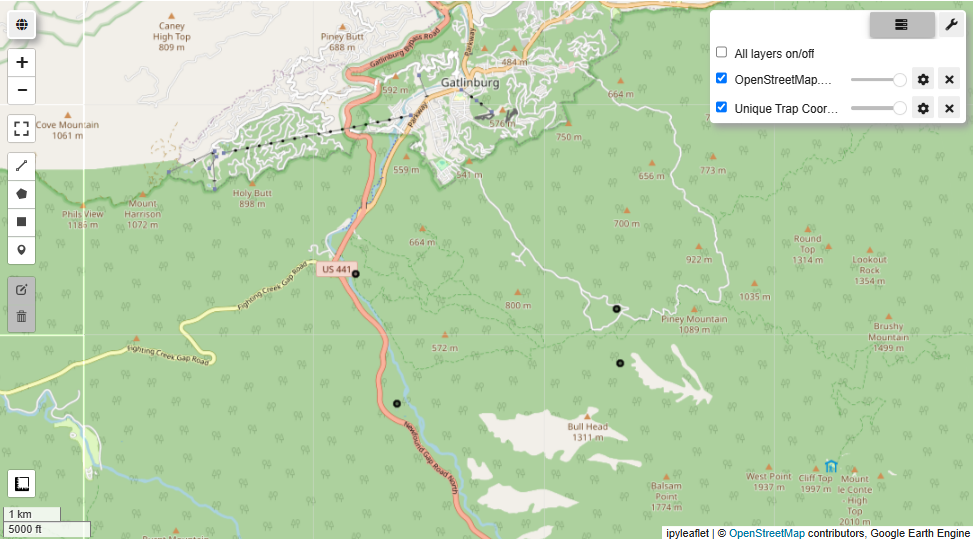 Caney
High Top
809 m
Piney Butt
688 m
Gatlinburg Bypass Road
Parkway
484 m
Gatlinburg
592 m
664 m
Parkway
576 m
750 m
Cove Mountain
1061 m
559 m
541 m
656 m
773 m
Holy Butt
898 m
Mount
Harrison
1072 m
Phils View
1186 m
700 m
664 m
922 m
Round
Top
1314 m
Lookout
Rock
1354 m
US 441
Fighting Creek Gap Road
800 m
1035 m
Piney Mountain
1089 m
Brushy
Mountain
1499 m
572 m
Fighting Creek Gap Road
Bull Head
1311 m
Newfound Gap Road North
Balsam
Point
1774 m
West Point
1937 m
Cliff Top
1997 m
Mount
le Conte
High
Top
2010 m
All layers on/off
OpenStreetMap....
Unique Trap Coor...
1 km
5000 ft
ipyleaflet | © OpenStreetMap contributors, Google Earth Engine